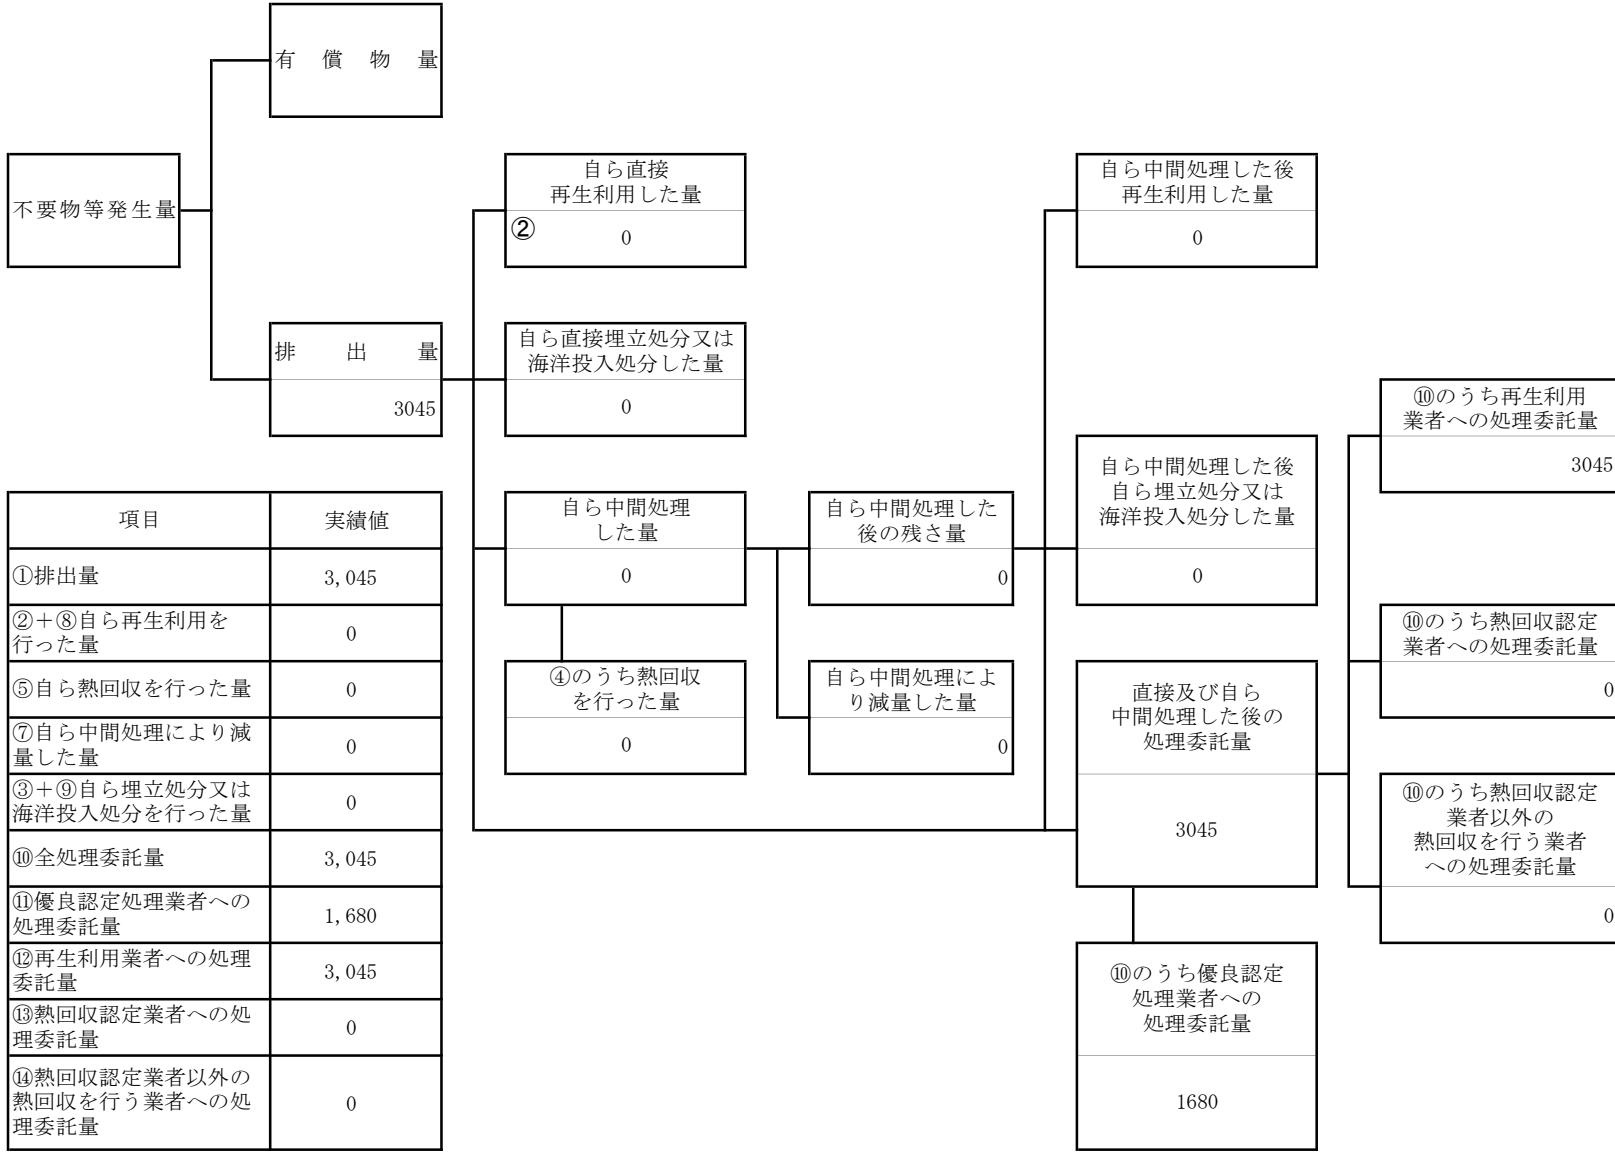 有償物量
不要物等発生量
排出量
3045
自ら直接
再生利用した量
②
0
自ら直接埋立処分又は
海洋投入処分した量
0
自ら中間処理
した量
0
④のうち熱回収
を行った量
0
自ら中間処理した
後の残さ量
0
自ら中間処理によ
り減量した量
0
自ら中間処理した後
再生利用した量
0
自ら中間処理した後
自ら埋立処分又は
海洋投入処分した量
0
直接及び自ら
中間処理した後の
処理委託量
3045
⑩のうち優良認定
処理業者への
処理委託量
1680
⑩のうち再生利用
業者への処理委託量
3045
⑩のうち熱回収認定
業者への処理委託量
0
⑩のうち熱回収認定
業者以外の
熱回収を行う業者
への処理委託量
0
項目 実績値
①排出量 3,045
②+⑧自ら再生利用を
行った量 0
⑤自ら熱回収を行った量 0
⑦自ら中間処理により減
量した量 0
③+⑨自ら埋立処分又は
海洋投入処分を行った量 0
⑩全処理委託量 3,045
⑪優良認定処理業者への
処理委託量 1,680
⑫再生利用業者への処理
委託量 3,045
⑬熱回収認定業者への処
理委託量 0
⑭熱回収認定業者以外の
熱回収を行う業者への処
理委託量 0